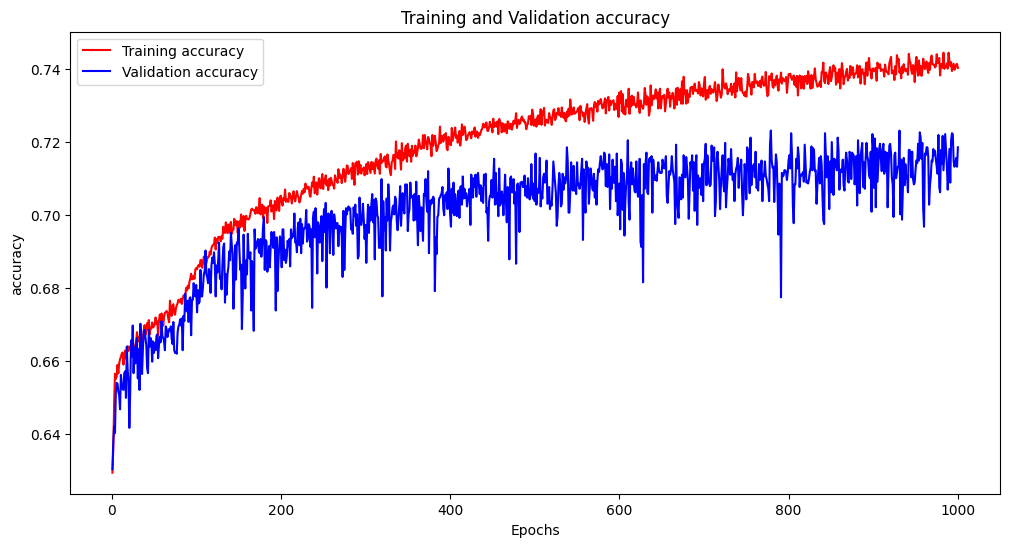 Training and Validation accuracy
Training accuracy
Validation accuracy
accuracy
0.74
0.72
0.70
0.68
0.66
0.64
0 200 400 600 800 1000
Epochs